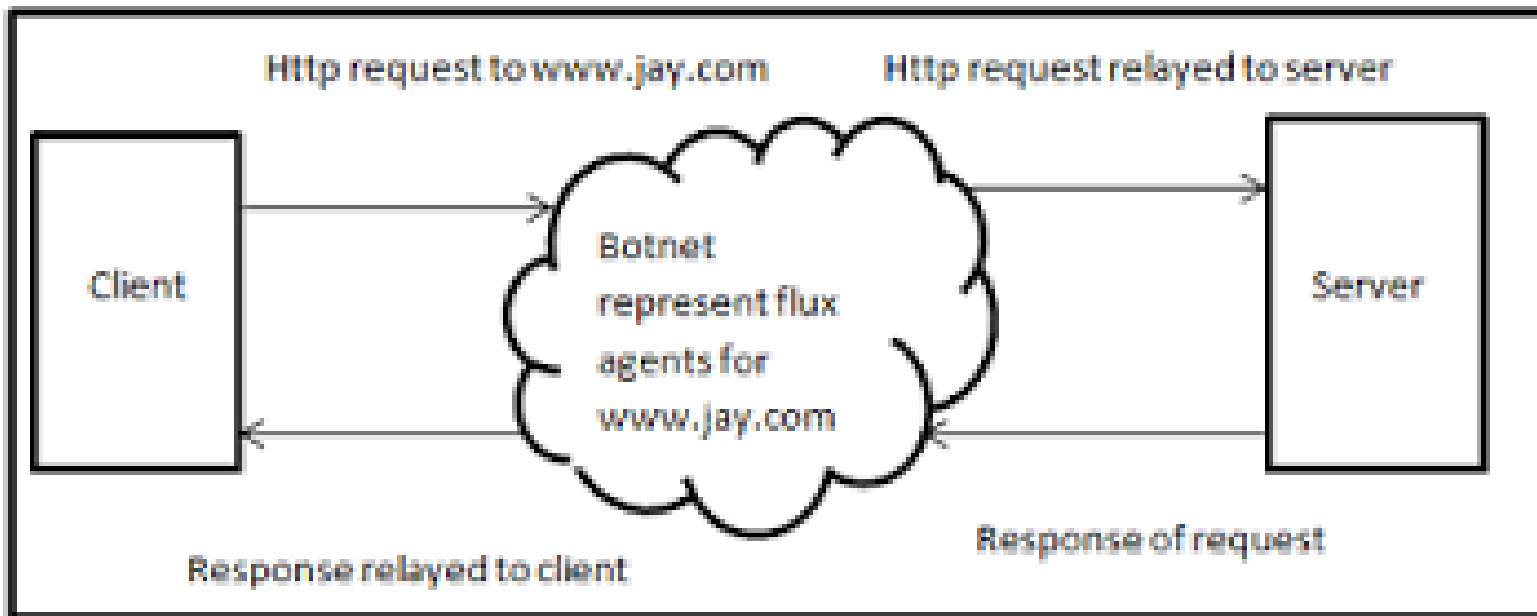 Http request to www.jay.com
Http request relayed to server
Client
Botnet
represent flux
agents for
www.jay.com
Server
Response of request
Response relayed to client